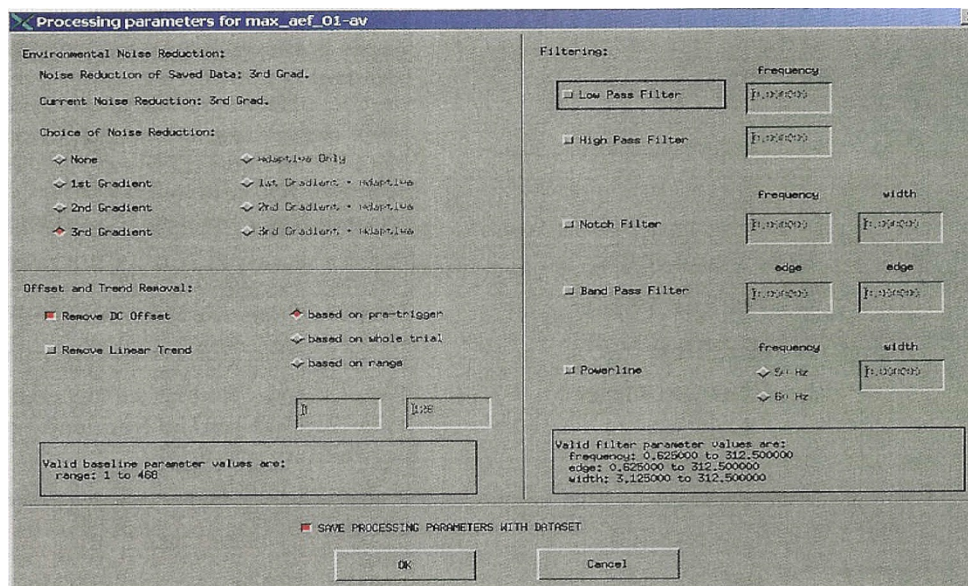 Processing parameters for max_aef_01-av
Environmental Noise Reduction:
Noise Reduction of Saved Data: 3rd Grad.
Current Noise Reduction: 3rd Grad.
Choice of Noise Reduction:
None
Adaptive Only
1st Gradient
1st Gradient + Adaptive
2nd Gradient
2nd Gradient + Adaptive
3rd Gradient
3rd Gradient + Adaptive
Offset and Trend Removal:
Remove DC Offset
based on pre-trigger
based on whole trial
Remove Linear Trend
based on range
128
Valid baseline parameter values are:
range: 1 to 468
Filtering:
frequency
Low Pass Filter
High Pass Filter
frequency width
Notch Filter
edge edge
Band Pass Filter
frequency width
Powerline
50 Hz
60 Hz
Valid filter parameter values are:
frequency: 0.625000 to 312.500000
edge: 0.625000 to 312.500000
width: 3.125000 to 312.500000
SAVE PROCESSING PARAMETERS WITH DATASET
OK
Cancel